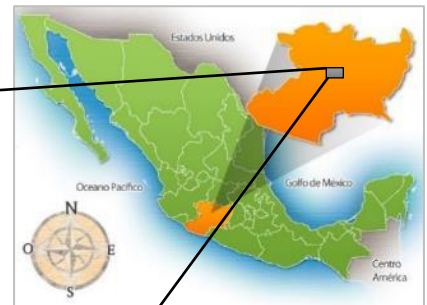 Estados Unidos
Oceano Pacífico
Golfo de México
N
O
E
S
Centro
América